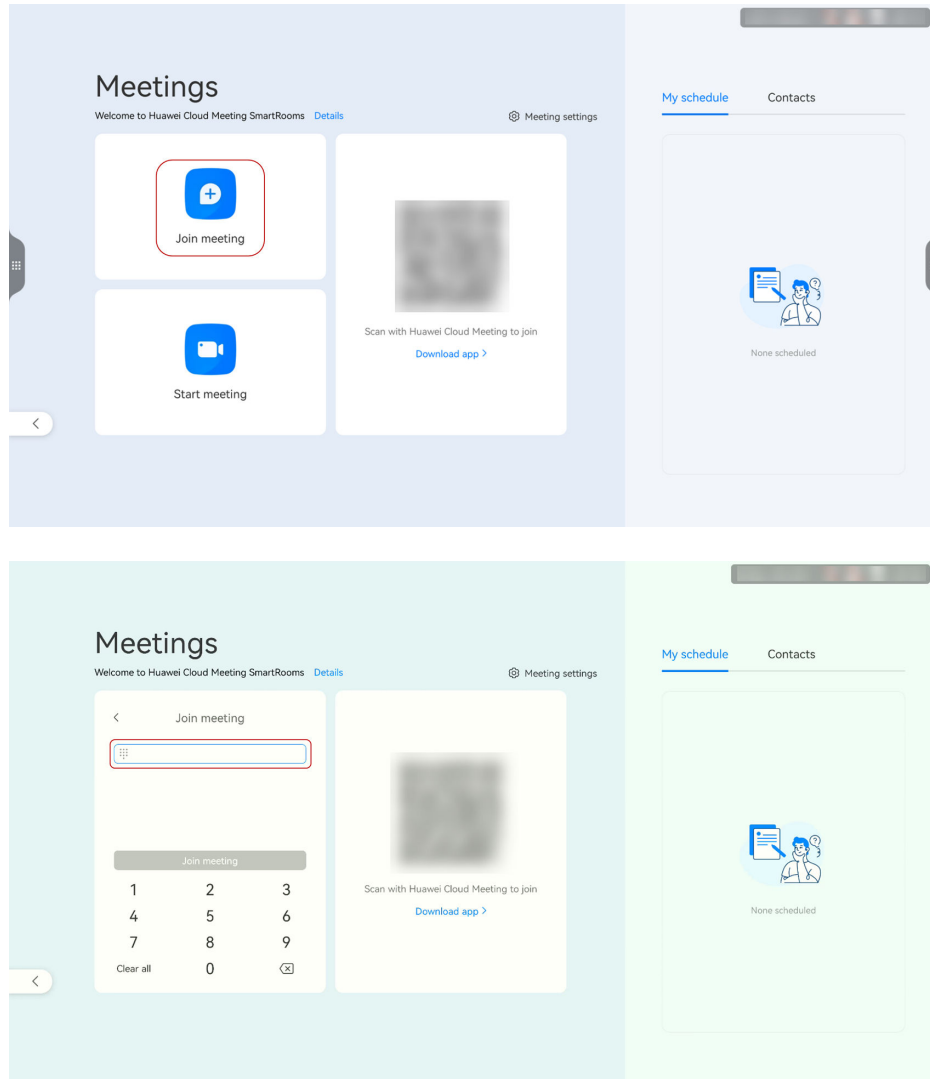 Meetings
Welcome to Huawei Cloud Meeting SmartRooms Details
Meeting settings
Join meeting
Start meeting
Scan with Huawei Cloud Meeting to join
Download app >
My schedule Contacts
None scheduled
Meetings
Welcome to Huawei Cloud Meeting SmartRooms Details
Meeting settings
Join meeting
Join meeting
1 2 3
4 5 6
7 8 9
Clear all 0
Scan with Huawei Cloud Meeting to join
Download app >
My schedule Contacts
None scheduled